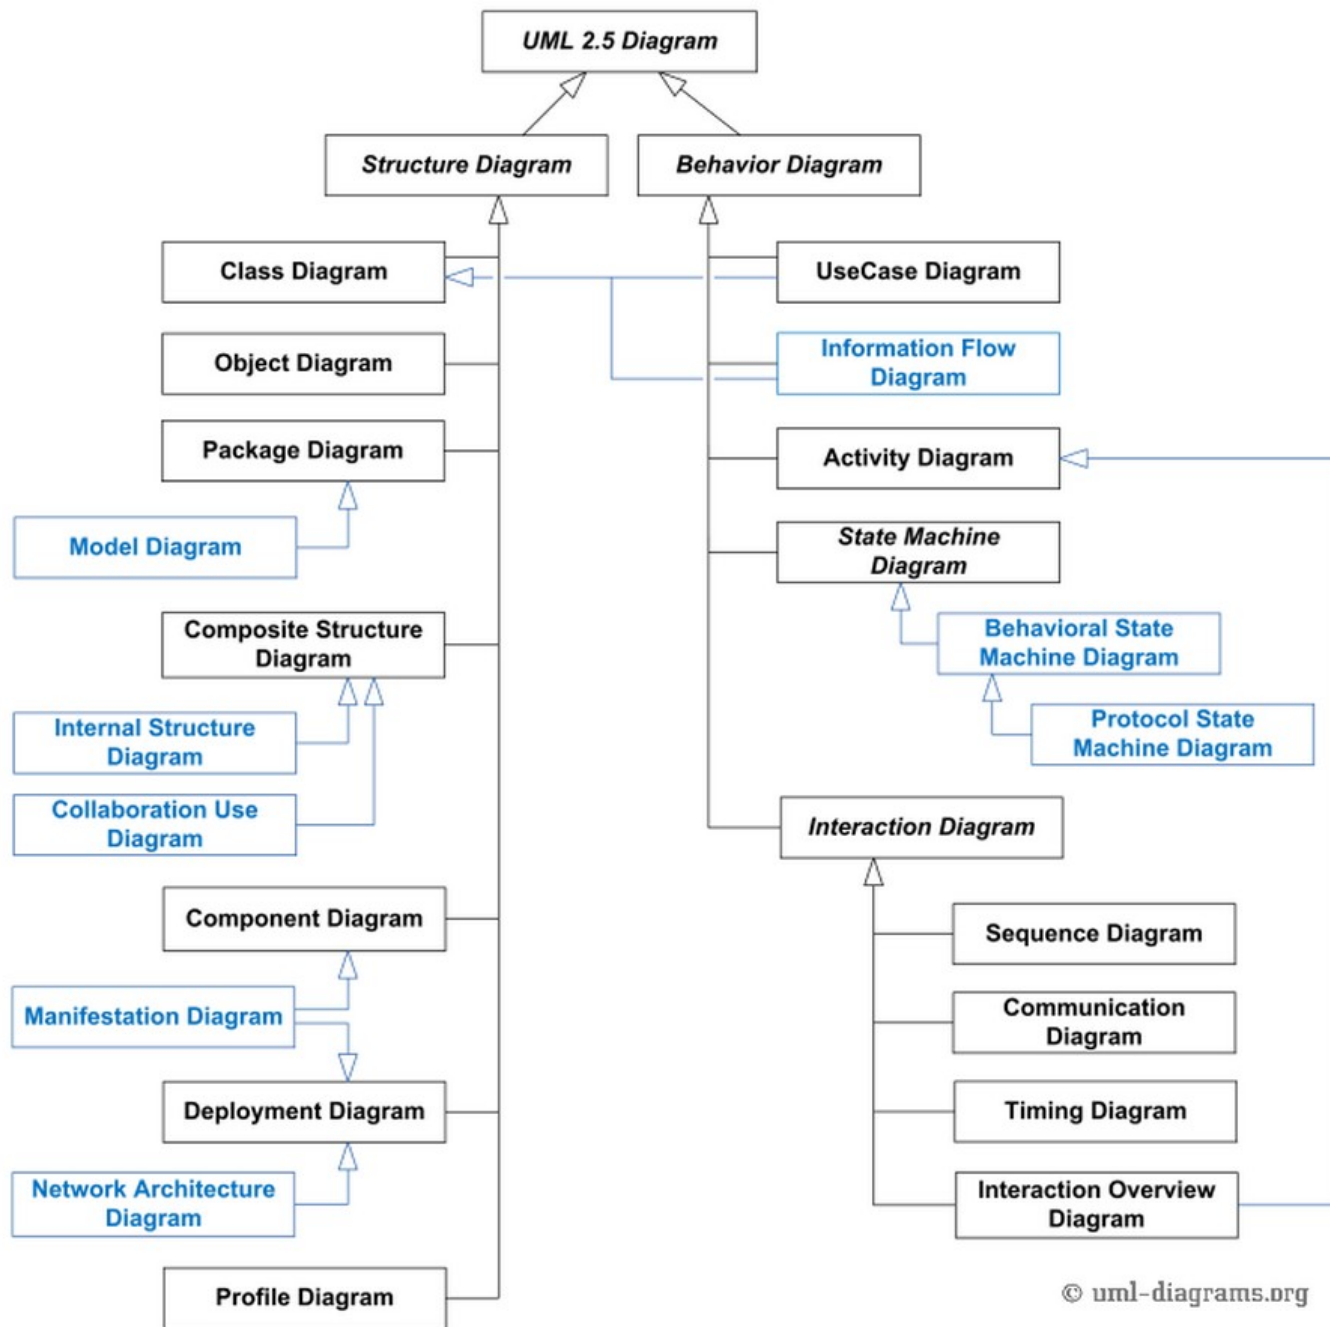 UML 2.5 Diagram
Structure Diagram
Behavior Diagram
Class Diagram
UseCase Diagram
Object Diagram
Information Flow
Diagram
Package Diagram
Activity Diagram
Model Diagram
State Machine
Diagram
Composite Structure
Diagram
Behavioral State
Machine Diagram
Internal Structure
Diagram
Protocol State
Machine Diagram
Collaboration Use
Diagram
Interaction Diagram
Component Diagram
Sequence Diagram
Manifestation Diagram
Communication
Diagram
Deployment Diagram
Timing Diagram
Network Architecture
Diagram
Interaction Overview
Diagram
Profile Diagram
© uml-diagrams.org